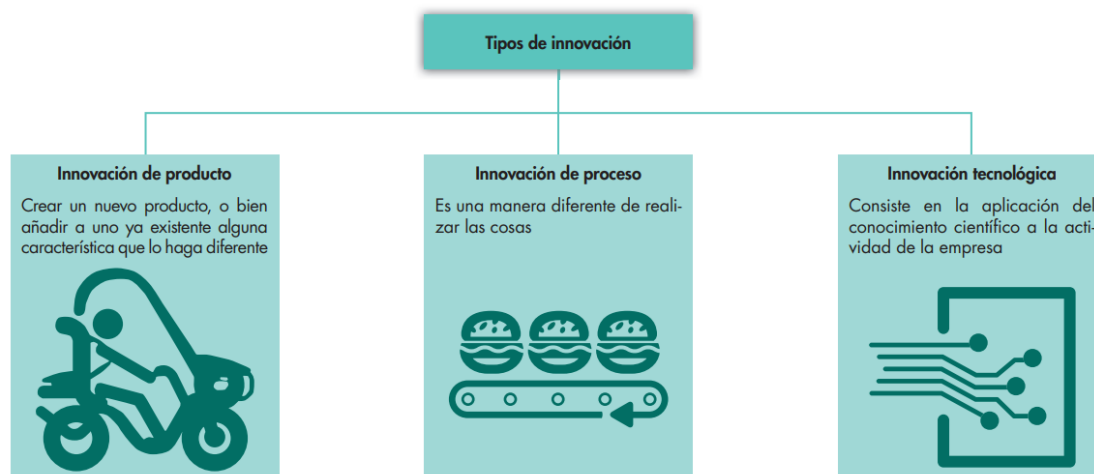 Tipos de innovación
Innovación de producto
Crear un nuevo producto, o bien
añadir a uno ya existente alguna
característica que lo haga diferente
Innovación de proceso
Es una manera diferente de reali-
zar las cosas
Innovación tecnológica
Consiste en la aplicación del
conocimiento científico a la acti-
vidad de la empresa